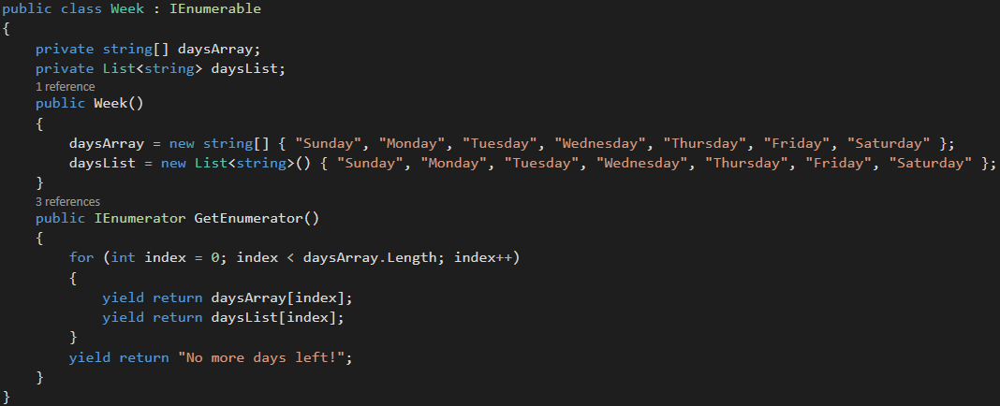 public class Week : IEnumerable
{
    private string[] daysArray;
    private List<string> daysList;
    1 reference
    public Week()
    {
        daysArray = new string[] { "Sunday", "Monday", "Tuesday", "Wednesday", "Thursday", "Friday", "Saturday" };
        daysList = new List<string>() { "Sunday", "Monday", "Tuesday", "Wednesday", "Thursday", "Friday", "Saturday" };
    }
    3 references
    public IEnumerator GetEnumerator()
    {
        for (int index = 0; index < daysArray.Length; index++)
        {
            yield return daysArray[index];
            yield return daysList[index];
        }
        yield return "No more days left!";
    }
}